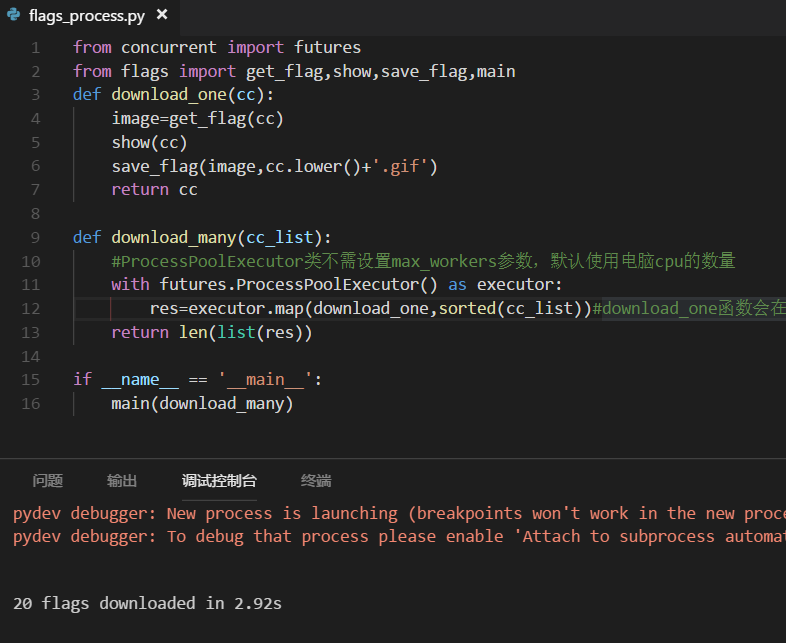 flags_process.py
1 from concurrent import futures
2 from flags import get_flag,show,save_flag,main
3 def download_one(cc):
4     image=get_flag(cc)
5     show(cc)
6     save_flag(image,cc.lower()+'.gif')
7     return cc
8
9 def download_many(cc_list):
10     #ProcessPoolExecutor类不需设置max_workers参数，默认使用电脑cpu的数量
11     with futures.ProcessPoolExecutor() as executor:
12         res=executor.map(download_one,sorted(cc_list))#download_one函数会在
13     return len(list(res))
14
15 if __name__ == '__main__':
16     main(download_many)
问题 输出 调试控制台 终端
pydev debugger: New process is launching (breakpoints won't work in the new proce
pydev debugger: To debug that process please enable 'Attach to subprocess automat
20 flags downloaded in 2.92s